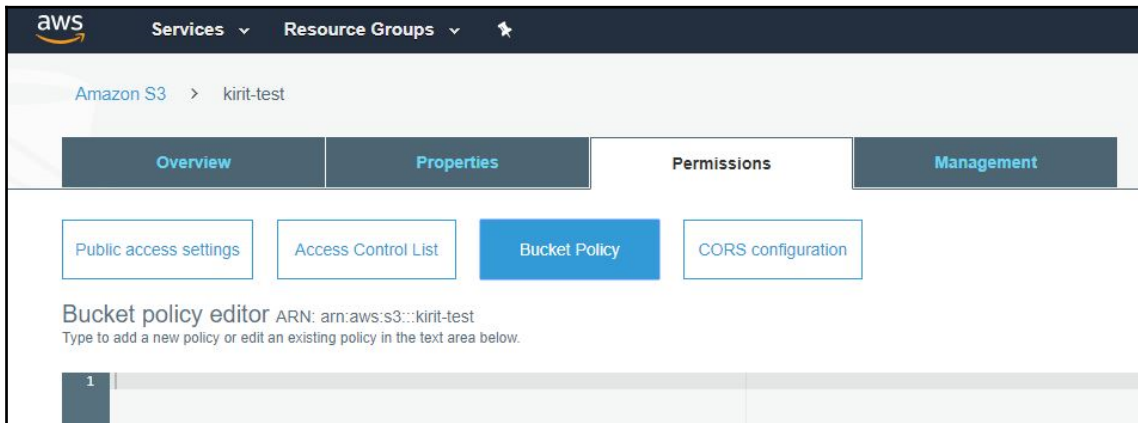 aws Services Resource Groups
Amazon S3 > kirit-test
Overview Properties Permissions Management
Public access settings Access Control List Bucket Policy CORS configuration
Bucket policy editor ARN: arn:aws:s3:::kirit-test
Type to add a new policy or edit an existing policy in the text area below.
1